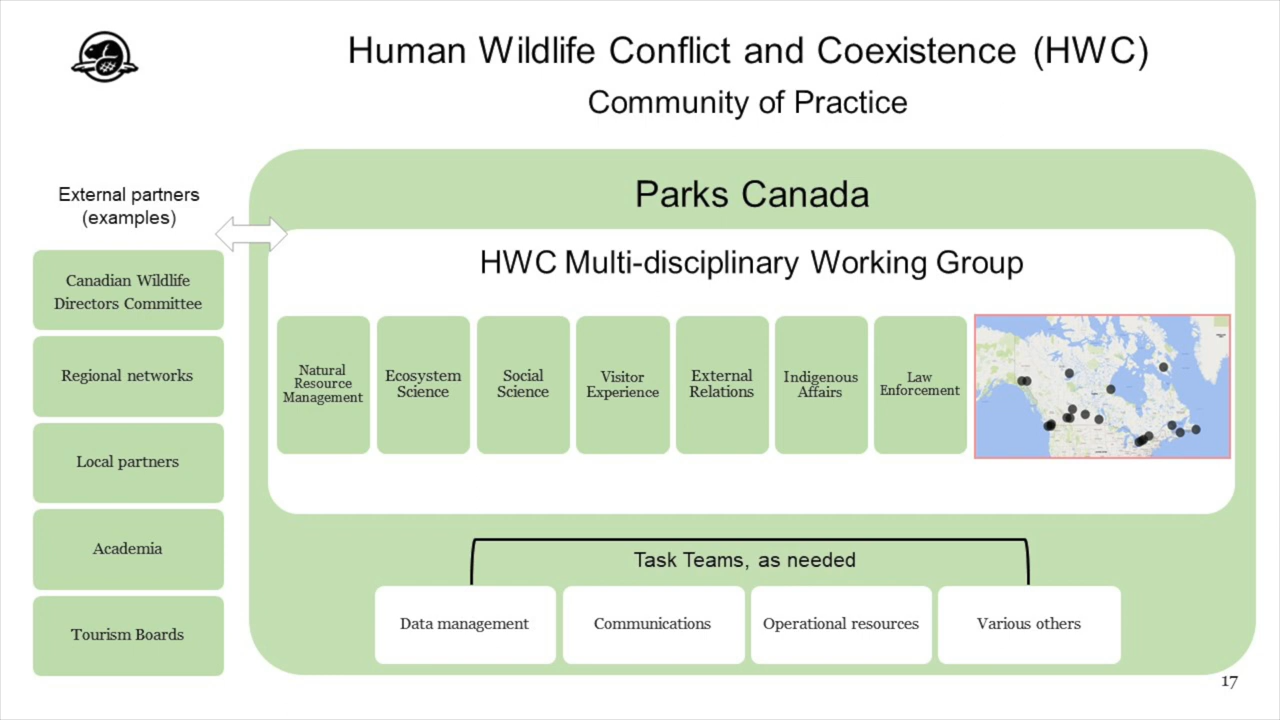 Human Wildlife Conflict and Coexistence (HWC)
Community of Practice
External partners
(examples)
Canadian Wildlife
Directors Committee
Regional networks
Local partners
Academia
Tourism Boards
Parks Canada
HWC Multi-disciplinary Working Group
Natural
Resource
Management
Ecosystem
Science
Social
Science
Visitor
Experience
External
Relations
Indigenous
Affairs
Law
Enforcement
Task Teams, as needed
Data management
Communications
Operational resources
Various others
17